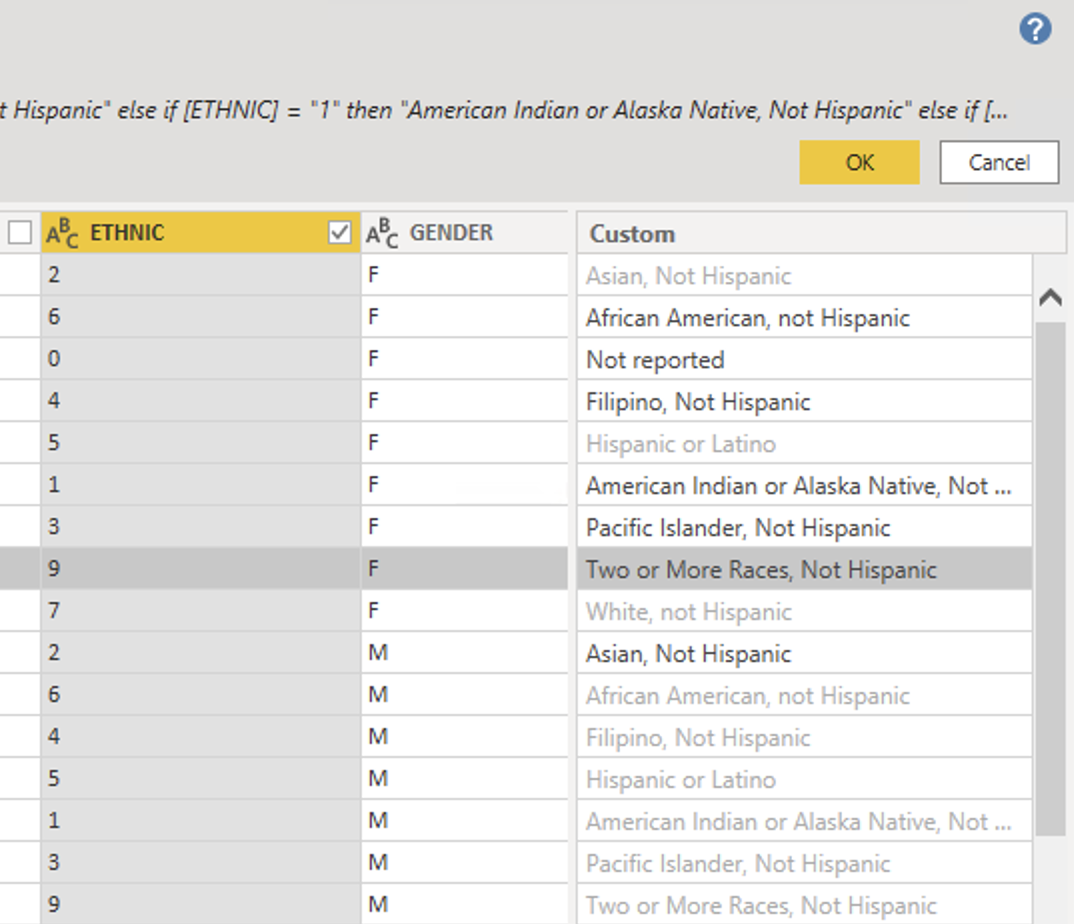 ?
t Hispanic" else if [ETHNIC] = "1" then "American Indian or Alaska Native, Not Hispanic" else if [...
OK Cancel
ABC ETHNIC ABC GENDER Custom
2 F Asian, Not Hispanic
6 F African American, not Hispanic
0 F Not reported
4 F Filipino, Not Hispanic
5 F Hispanic or Latino
1 F American Indian or Alaska Native, Not ...
3 F Pacific Islander, Not Hispanic
9 F Two or More Races, Not Hispanic
7 F White, not Hispanic
2 M Asian, Not Hispanic
6 M African American, not Hispanic
4 M Filipino, Not Hispanic
5 M Hispanic or Latino
1 M American Indian or Alaska Native, Not ...
3 M Pacific Islander, Not Hispanic
9 M Two or More Races, Not Hispanic